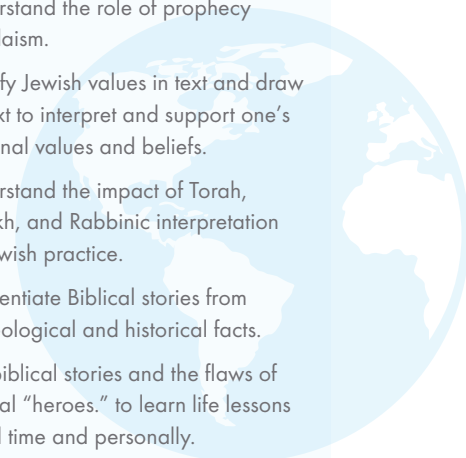 rstand the role of prophecy
daism.
fy Jewish values in text and draw
xt to interpret and support one's
nal values and beliefs.
rstand the impact of Torah,
kh, and Rabbinic interpretation
wish practice.
entiate Biblical stories from
ological and historical facts.
iblical stories and the flaws of
al “heroes.” to learn life lessons
l time and personally.